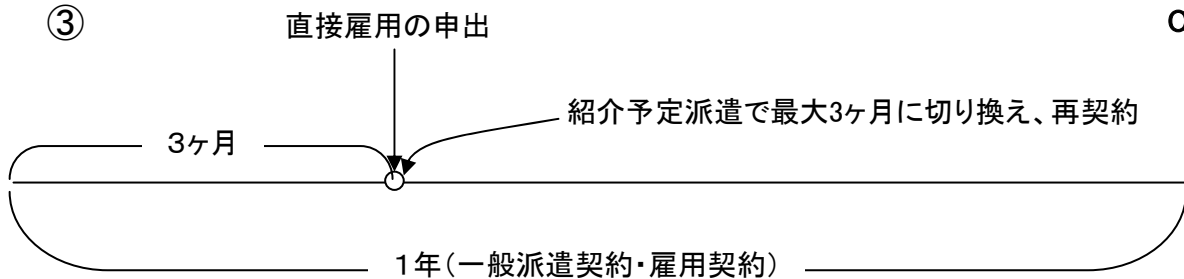 ③
直接雇用の申出
紹介予定派遣で最大3ヶ月に切り換え、再契約
3ヶ月
1年(一般派遣契約・雇用契約)